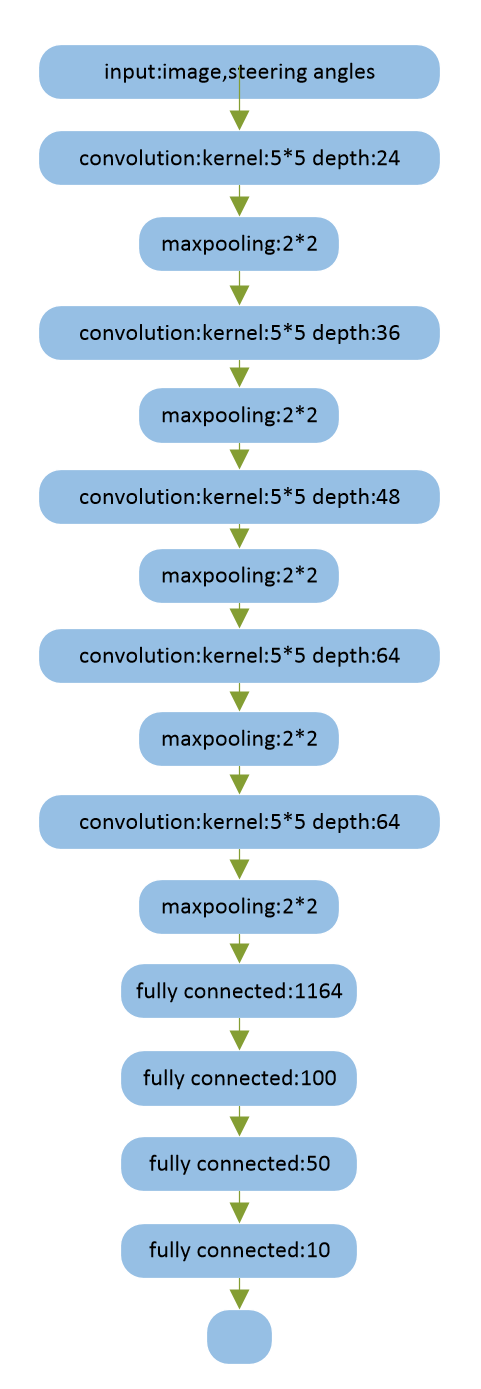 input:image,steering angles
convolution:kernel:5*5 depth:24
maxpooling:2*2
convolution:kernel:5*5 depth:36
maxpooling:2*2
convolution:kernel:5*5 depth:48
maxpooling:2*2
convolution:kernel:5*5 depth:64
maxpooling:2*2
convolution:kernel:5*5 depth:64
maxpooling:2*2
fully connected:1164
fully connected:100
fully connected:50
fully connected:10